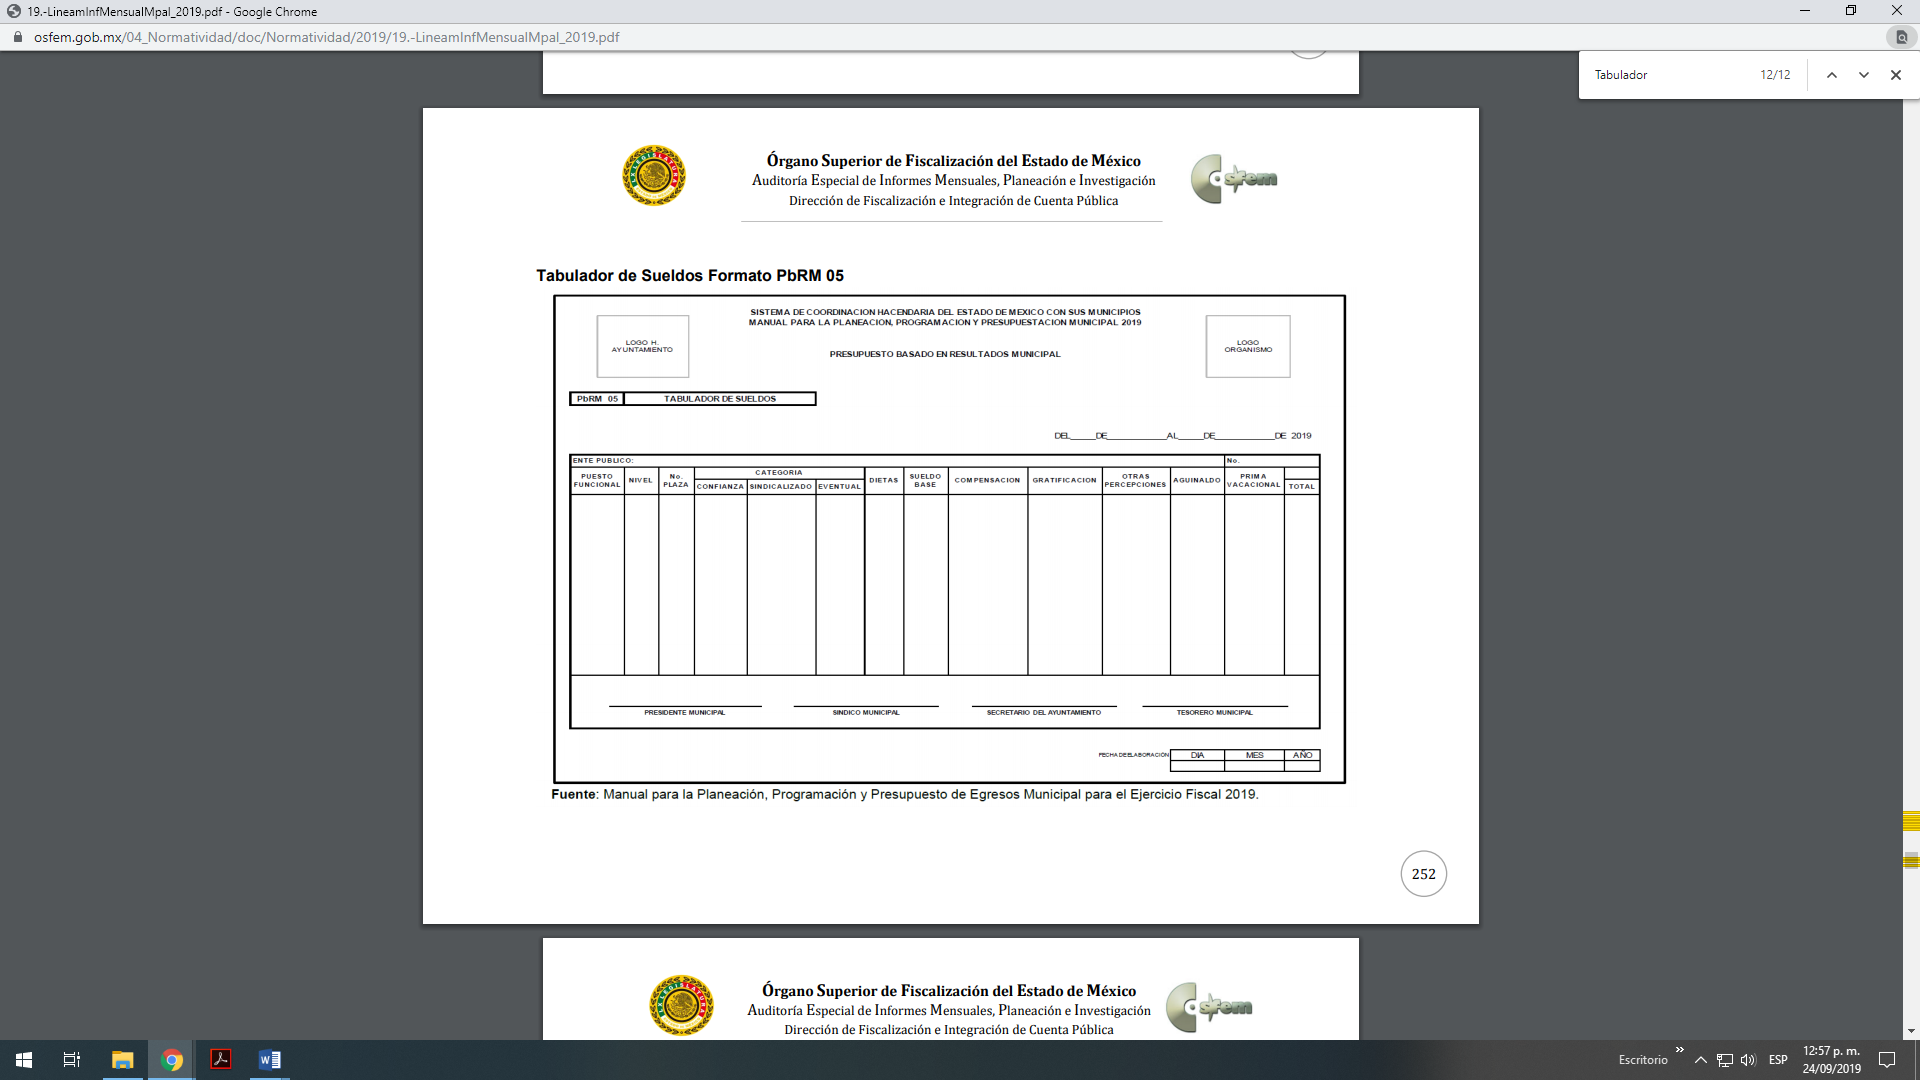 19.-LineamInfMensualMpal_2019.pdf - Google Chrome
osfem.gob.mx/04_Normatividad/doc/Normatividad/2019/19.-LineamInfMensualMpal_2019.pdf
Tabulador 12/12
Órgano Superior de Fiscalización del Estado de México
Auditoría Especial de Informes Mensuales, Planeación e Investigación
Dirección de Fiscalización e Integración de Cuenta Pública
osfem
Tabulador de Sueldos Formato PbRM 05
SISTEMA DE COORDINACION HACENDARIA DEL ESTADO DE MEXICO CON SUS MUNICIPIOS
MANUAL PARA LA PLANEACION, PROGRAMACION Y PRESUPUESTACION MUNICIPAL 2019
LOGO H.
AYUNTAMIENTO
LOGO
ORGANISMO
PRESUPUESTO BASADO EN RESULTADOS MUNICIPAL
PbRM 05 TABULADOR DE SUELDOS
DEL_____DE____________AL_____DE____________DE 2019
ENTE PUBLICO: No.
PUESTO FUNCIONAL NIVEL No. PLAZA CATEGORIA DIETAS SUELDO BASE COMPENSACION GRATIFICACION OTRAS PERCEPCIONES AGUINALDO PRIMA VACACIONAL TOTAL
CONFIANZA SINDICALIZADO EVENTUAL
PRESIDENTE MUNICIPAL SINDICO MUNICIPAL SECRETARIO DEL AYUNTAMIENTO TESORERO MUNICIPAL
FECHA DE ELABORACIÓN DIA MES AÑO
Fuente: Manual para la Planeación, Programación y Presupuesto de Egresos Municipal para el Ejercicio Fiscal 2019.
252
Órgano Superior de Fiscalización del Estado de México
Auditoría Especial de Informes Mensuales, Planeación e Investigación
Dirección de Fiscalización e Integración de Cuenta Pública
osfem
Escritorio
ESP
12:57 p. m.
24/09/2019